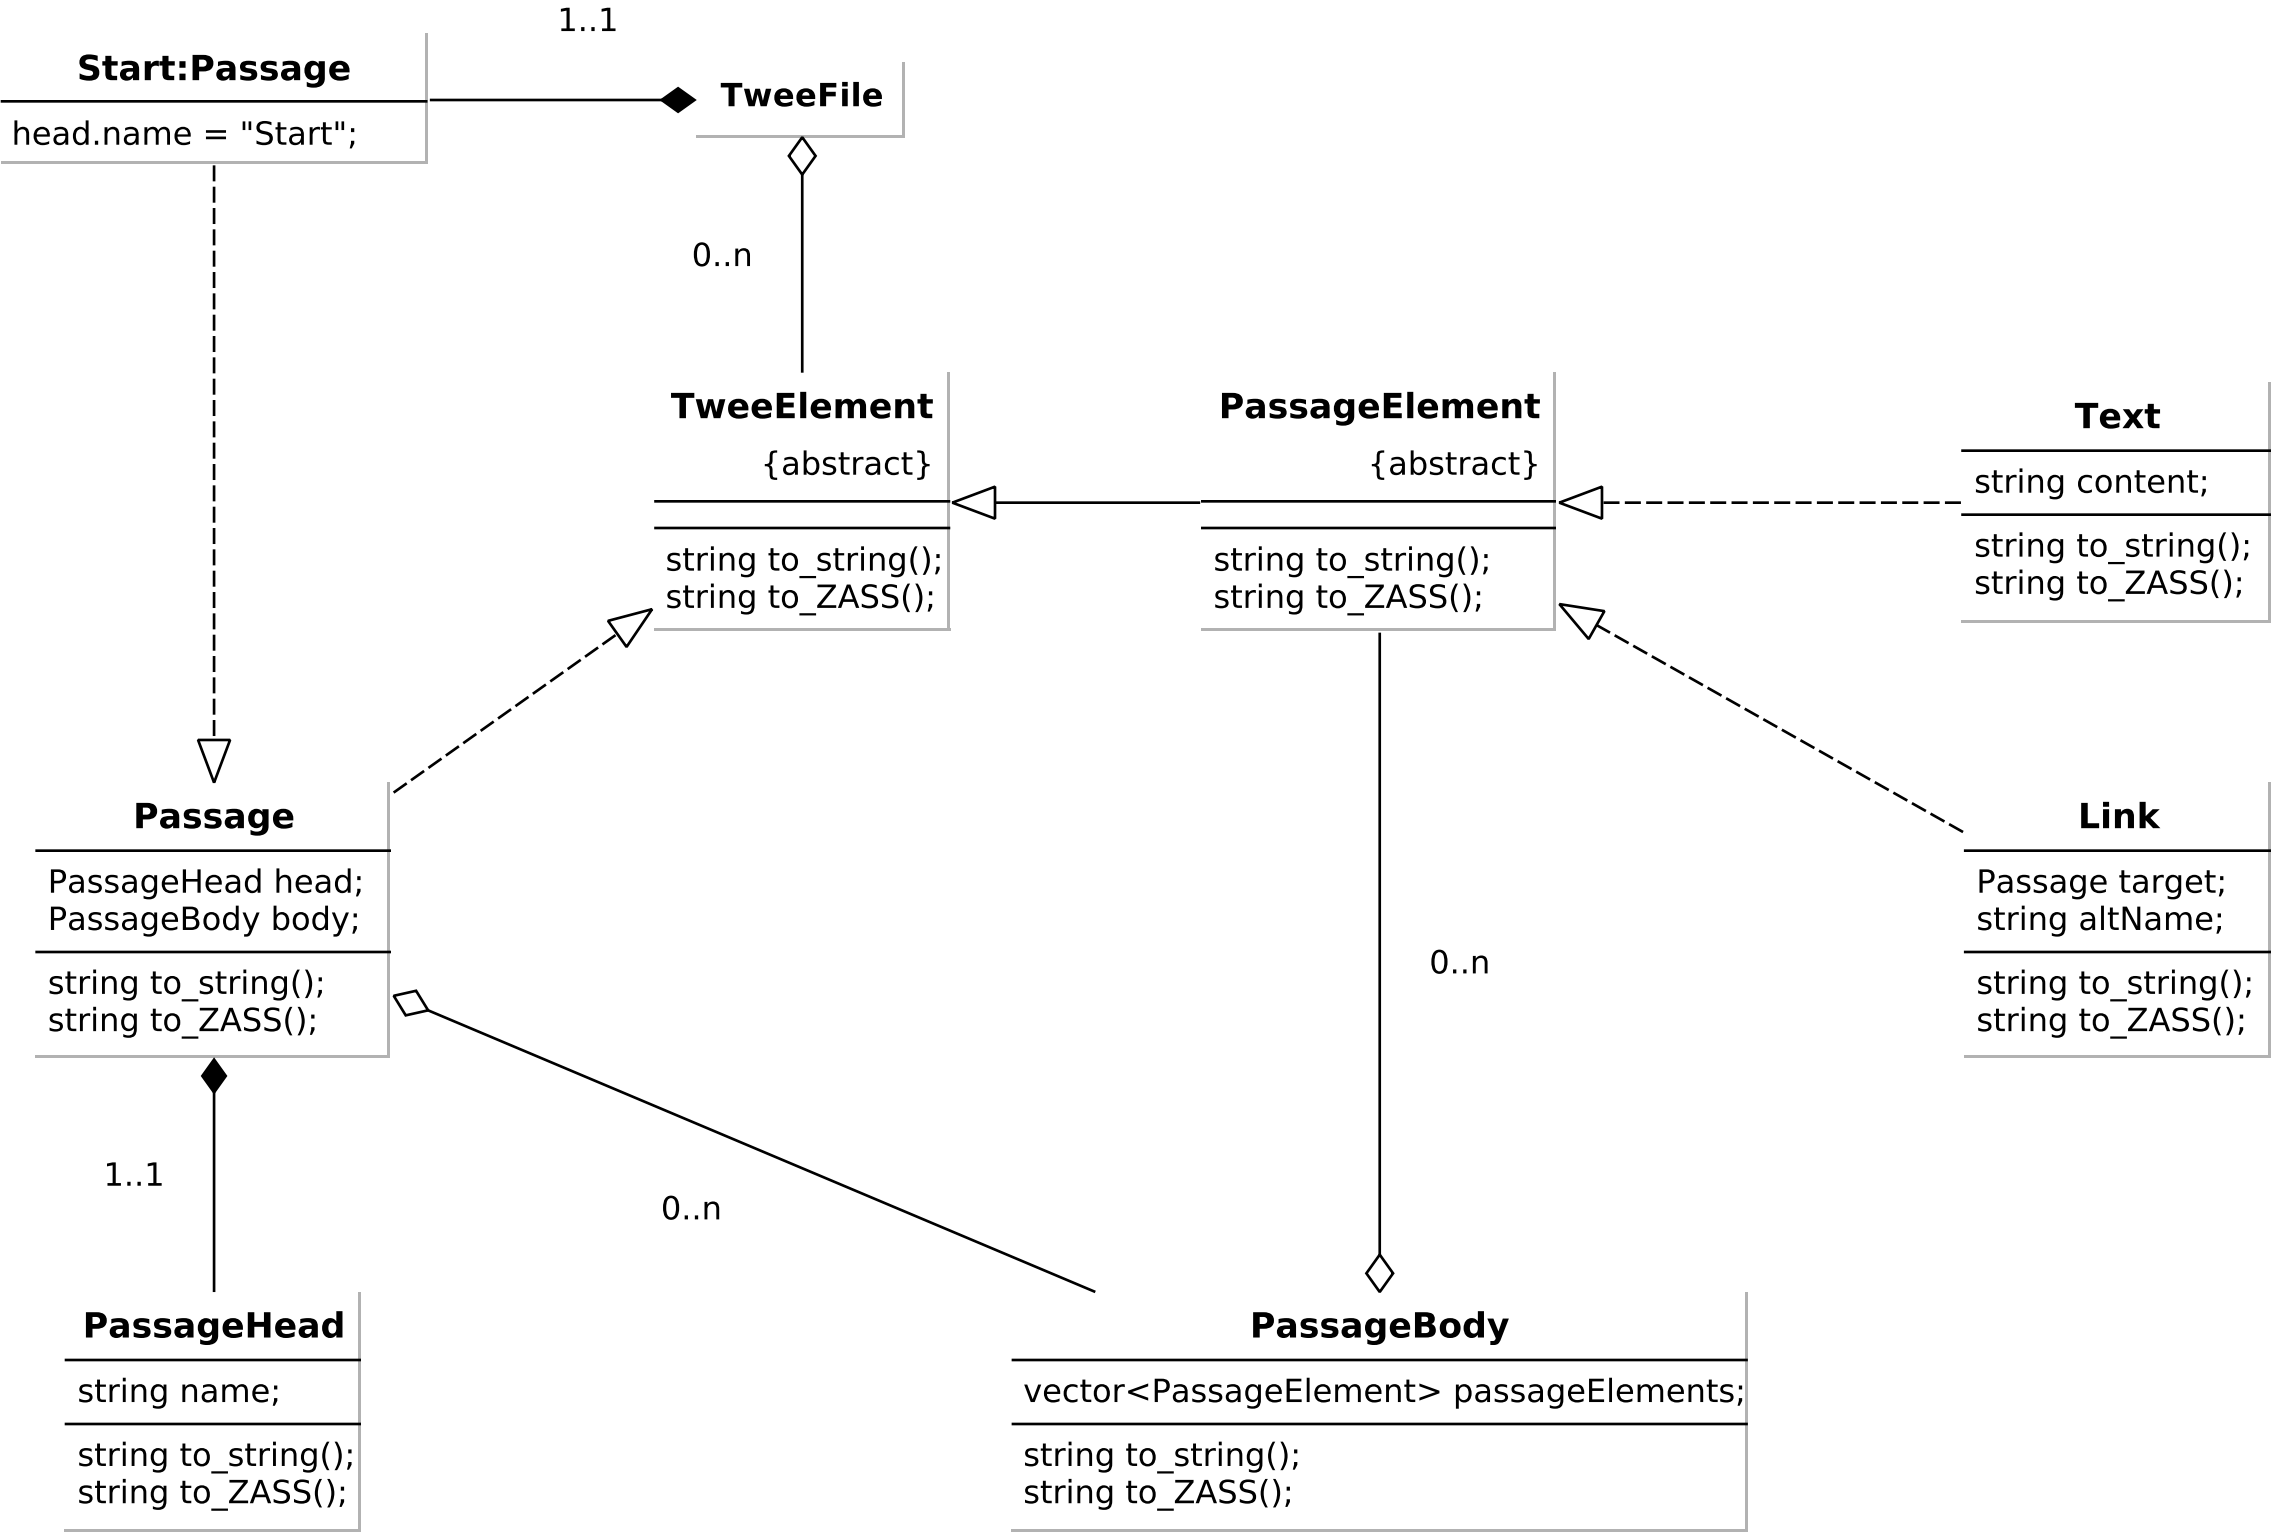 1..1
Start:Passage
head.name = "Start";
TweeFile
0..n
TweeElement
{abstract}
string to_string();
string to_ZASS();
PassageElement
{abstract}
string to_string();
string to_ZASS();
Text
string content;
string to_string();
string to_ZASS();
Passage
PassageHead head;
PassageBody body;
string to_string();
string to_ZASS();
0..n
Link
Passage target;
string altName;
string to_string();
string to_ZASS();
1..1
0..n
PassageHead
string name;
string to_string();
string to_ZASS();
PassageBody
vector<PassageElement> passageElements;
string to_string();
string to_ZASS();